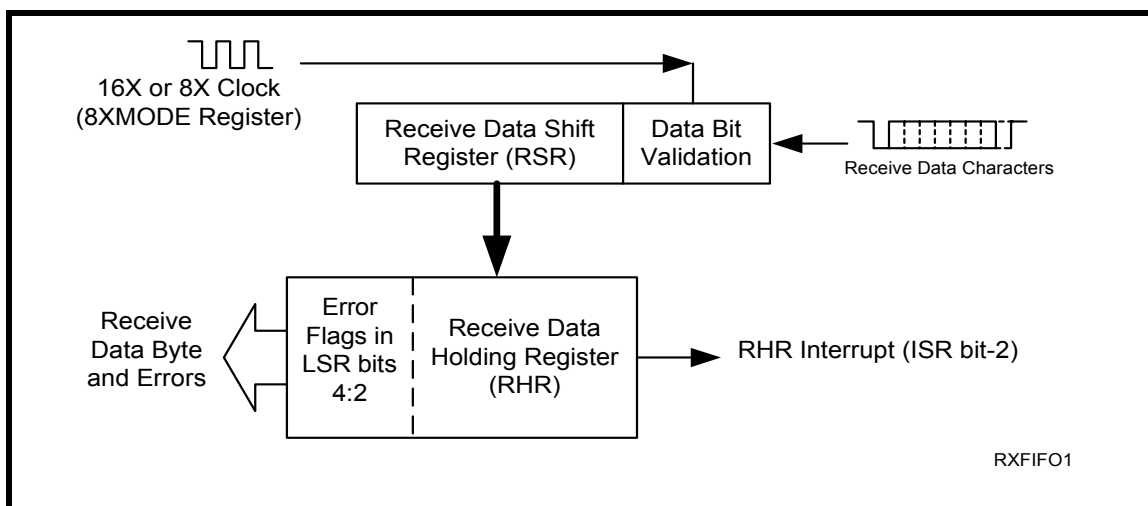 16X or 8X Clock
(8XMODE Register)
Receive Data Shift
Register (RSR)
Data Bit
Validation
Receive Data Characters
Receive
Data Byte
and Errors
Error
Flags in
LSR bits
4:2
Receive Data
Holding Register
(RHR)
RHR Interrupt (ISR bit-2)
RXFIFO1